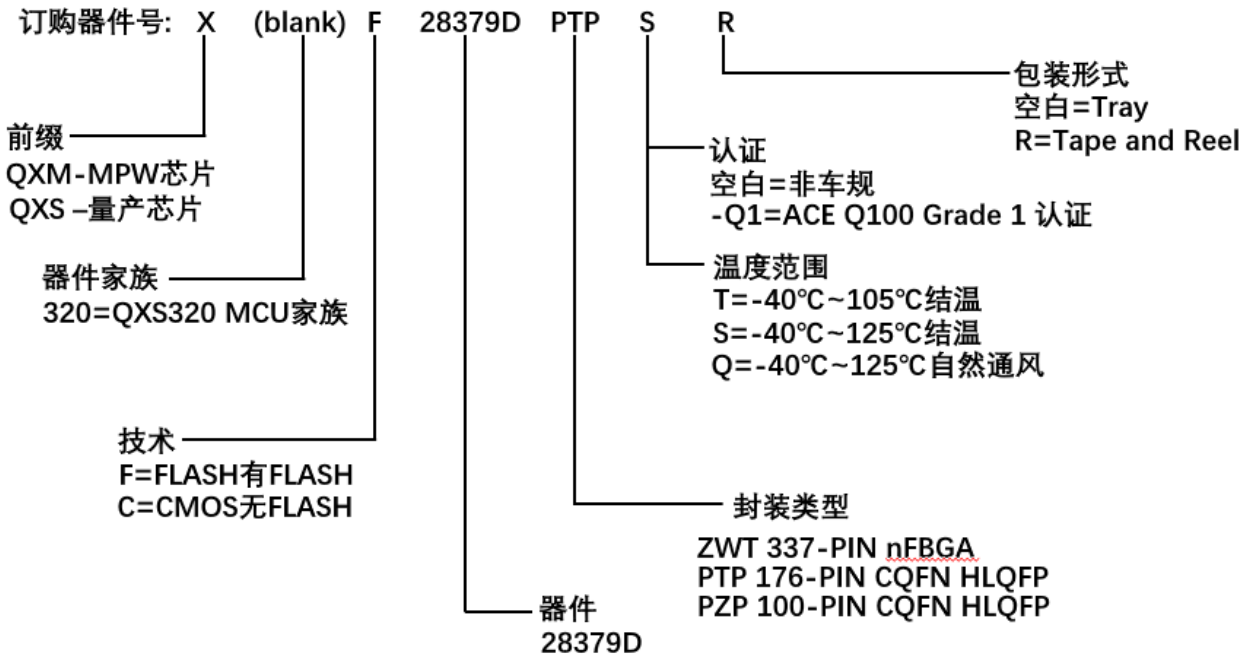 订购器件号: X (blank) F 28379D PTP S R
包装形式
空白=Tray
R=Tape and Reel
前缀
QXM-MPW芯片
QXS –量产芯片
认证
空白=非车规
-Q1=ACE Q100 Grade 1 认证
器件家族
320=QXS320 MCU家族
温度范围
T=-40℃~105℃结温
S=-40℃~125℃结温
Q=-40℃~125℃自然通风
技术
F=FLASH有FLASH
C=CMOS无FLASH
封装类型
ZWT 337-PIN nFBGA
PTP 176-PIN CQFN HLQFP
PZP 100-PIN CQFN HLQFP
器件
28379D